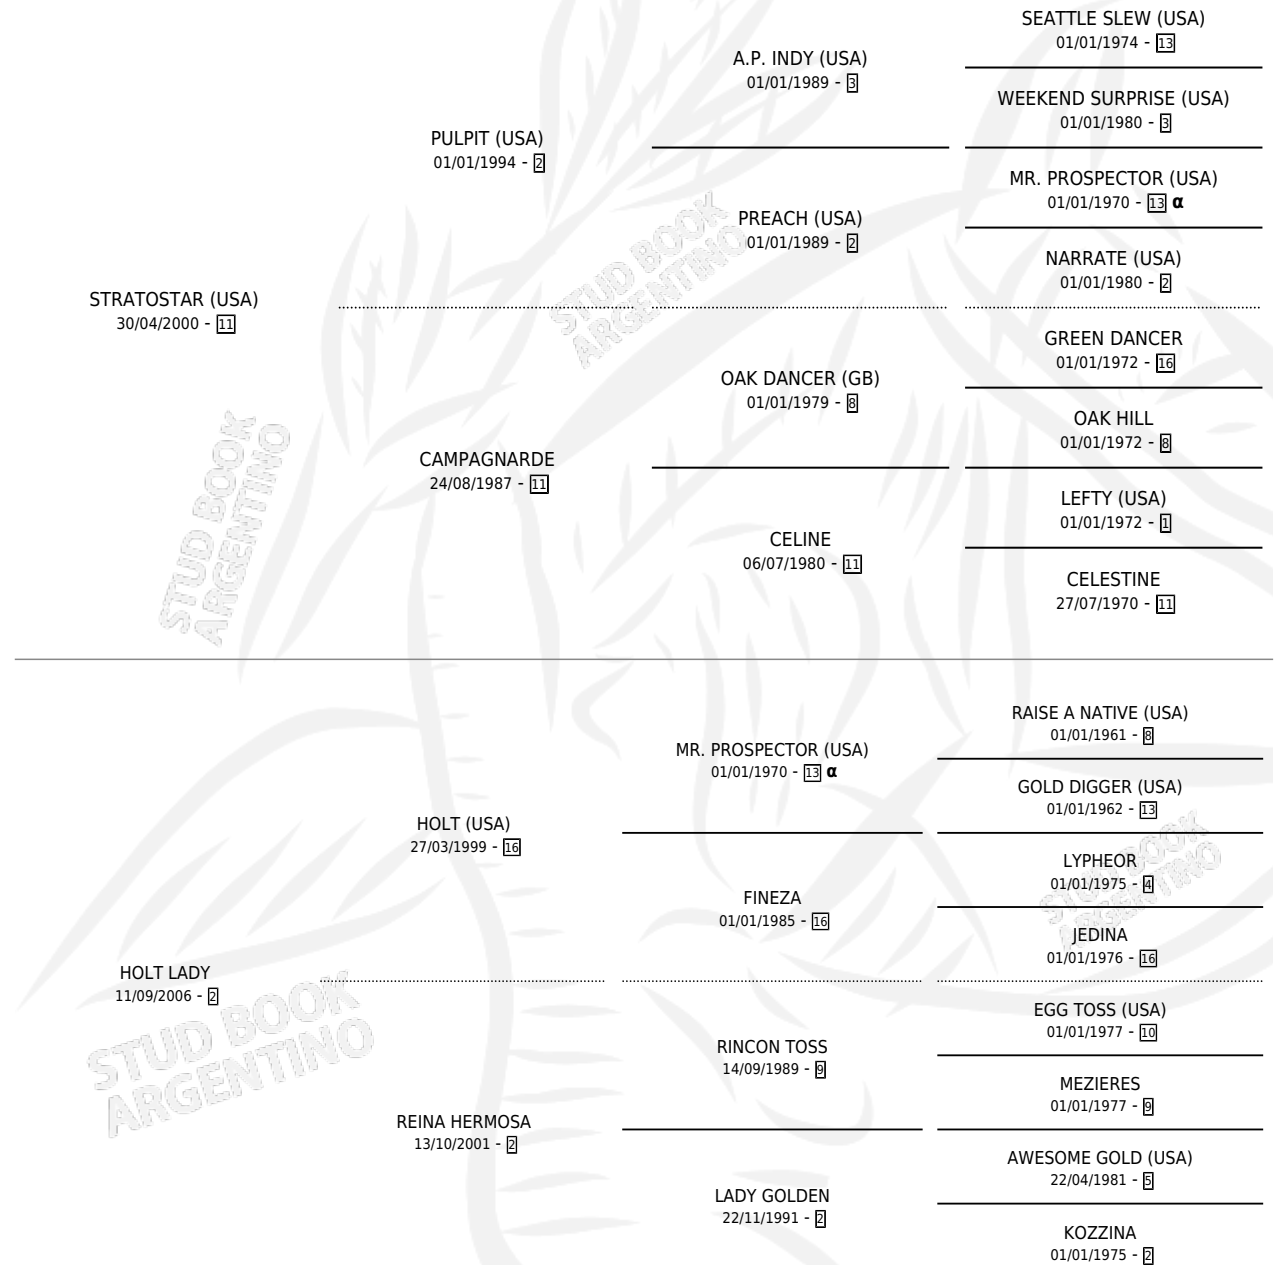 SEATTLE SLEW (USA)
01/01/1974 - 13
A.P. INDY (USA)
01/01/1989 - 3
WEEKEND SURPRISE (USA)
01/01/1980 - 3
PULPIT (USA)
01/01/1994 - 2
MR. PROSPECTOR (USA)
01/01/1970 - 13 α
PREACH (USA)
01/01/1989 - 2
NARRATE (USA)
01/01/1980 - 2
STRATOSTAR (USA)
30/04/2000 - 11
GREEN DANCER
01/01/1972 - 16
OAK DANCER (GB)
01/01/1979 - 8
OAK HILL
01/01/1972 - 8
CAMPAGNARDE
24/08/1987 - 11
LEFTY (USA)
01/01/1972 - 1
CELINE
06/07/1980 - 11
CELESTINE
27/07/1970 - 11
RAISE A NATIVE (USA)
01/01/1961 - 8
MR. PROSPECTOR (USA)
01/01/1970 - 13 α
GOLD DIGGER (USA)
01/01/1962 - 13
HOLT (USA)
27/03/1999 - 16
LYPHEOR
01/01/1975 - 4
FINEZA
01/01/1985 - 16
JEDINA
01/01/1976 - 16
HOLT LADY
11/09/2006 - 2
EGG TOSS (USA)
01/01/1977 - 10
RINCON TOSS
14/09/1989 - 9
MEZIERES
01/01/1977 - 9
REINA HERMOSA
13/10/2001 - 2
AWESOME GOLD (USA)
22/04/1981 - 5
LADY GOLDEN
22/11/1991 - 2
KOZZINA
01/01/1975 - 2
STUD BOOK
ARGENTINO
STUD BOOK
ARGENTINO
STUD BOOK
ARGENTINO
STUD BOOK
ARGENTINO